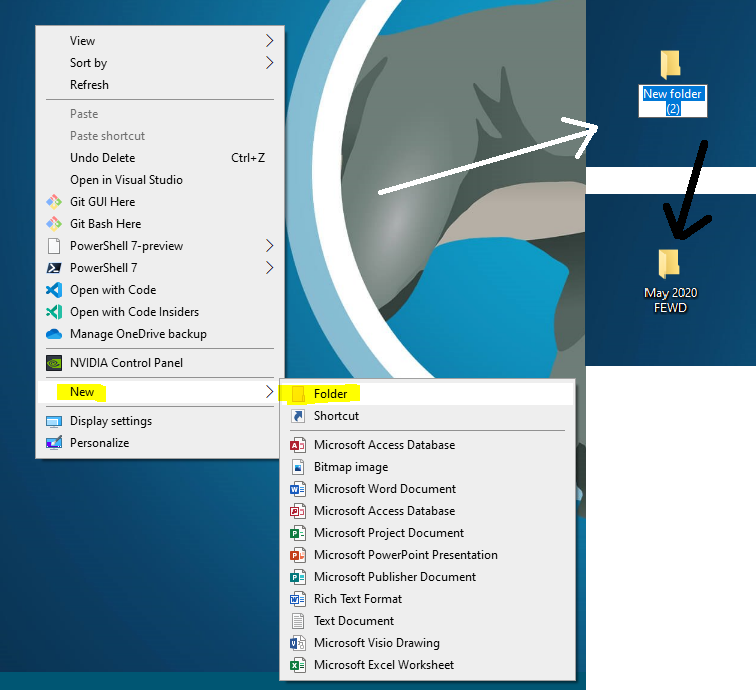 View
Sort by
Refresh
Paste
Paste shortcut
Undo Delete Ctrl+Z
Open in Visual Studio
Git GUI Here
Git Bash Here
PowerShell 7-preview
PowerShell 7
Open with Code
Open with Code Insiders
Manage OneDrive backup
NVIDIA Control Panel
New
Display settings
Personalize
Folder
Shortcut
Microsoft Access Database
Bitmap image
Microsoft Word Document
Microsoft Access Database
Microsoft Project Document
Microsoft PowerPoint Presentation
Microsoft Publisher Document
Rich Text Format
Text Document
Microsoft Visio Drawing
Microsoft Excel Worksheet
New folder
(2)
May 2020
FEWD